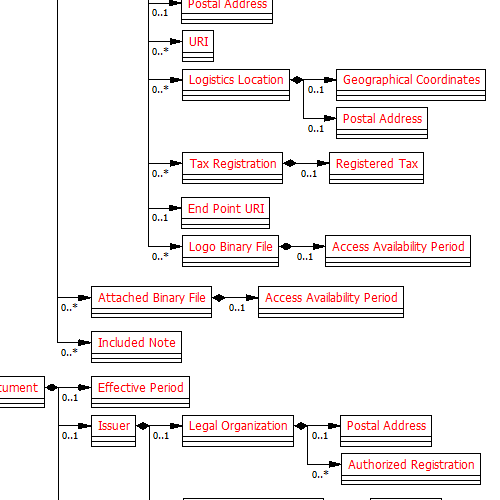 Postal Address
0..1
URI
0..*
Logistics Location
Geographical Coordinates
0..*
0..1
Postal Address
0..1
Tax Registration
Registered Tax
0..*
0..1
End Point URI
0..1
Logo Binary File
Access Availability Period
0..*
0..1
Attached Binary File
Access Availability Period
0..*
0..1
Included Note
0..*
cument
Effective Period
0..1
Issuer
Legal Organization
Postal Address
0..1
0..1
0..1
Authorized Registration
0..*